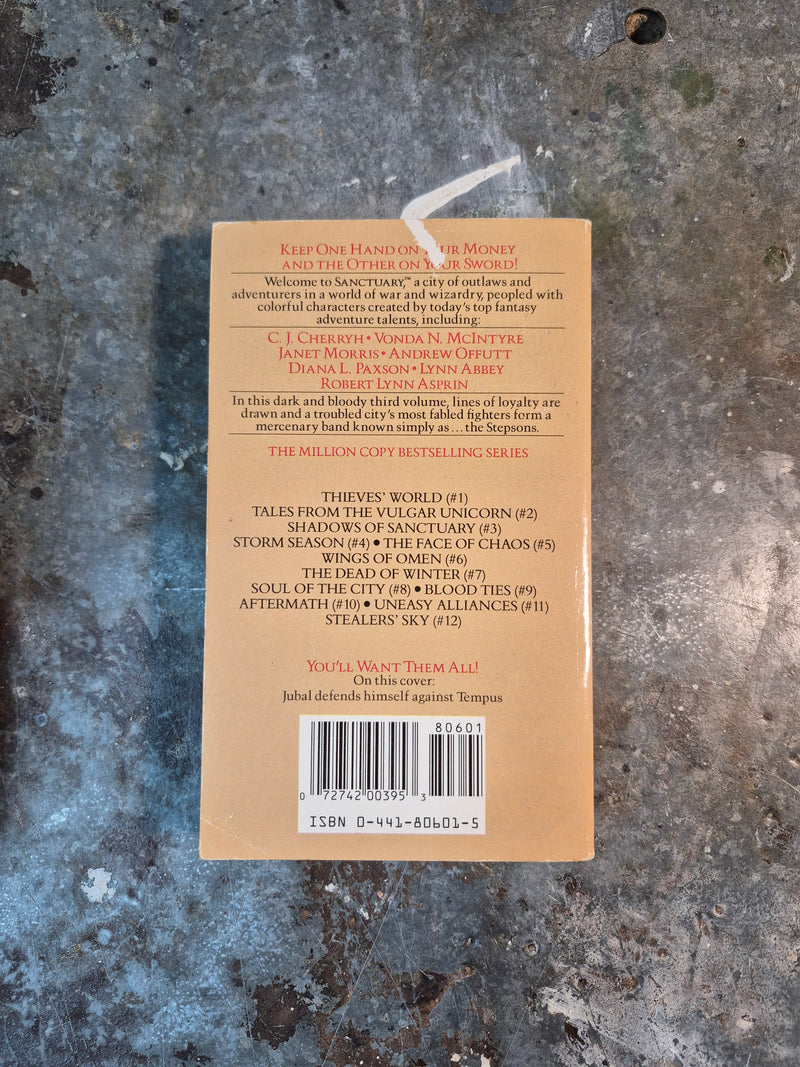 KEEP ONE HAND ON YOUR MONEY
AND THE OTHER ON YOUR SWORD!
Welcome to SANCTUARY,™ a city of outlaws and
adventurers in a world of war and wizardry, peopled with
colorful characters created by today's top fantasy
adventure talents, including:
C. J. CHERRYH • VONDA N. MCINTYRE
JANET MORRIS • ANDREW OFFUTT
DIANA L. PAXSON • LYNN ABBEY
ROBERT LYNN ASPRIN
In this dark and bloody third volume, lines of loyalty are
drawn and a troubled city's most fabled fighters form a
mercenary band known simply as... the Stepsons.
THE MILLION COPY BESTSELLING SERIES
THIEVES' WORLD (#1)
TALES FROM THE VULGAR UNICORN (#2)
SHADOWS OF SANCTUARY (#3)
STORM SEASON (#4) • THE FACE OF CHAOS (#5)
WINGS OF OMEN (#6)
THE DEAD OF WINTER (#7)
SOUL OF THE CITY (#8) • BLOOD TIES (#9)
AFTERMATH (#10) • UNEASY ALLIANCES (#11)
STEALERS' SKY (#12)
YOU'LL WANT THEM ALL!
On this cover:
Jubal defends himself against Tempus
80601
0 72742 00395 3
ISBN 0-441-80601-5